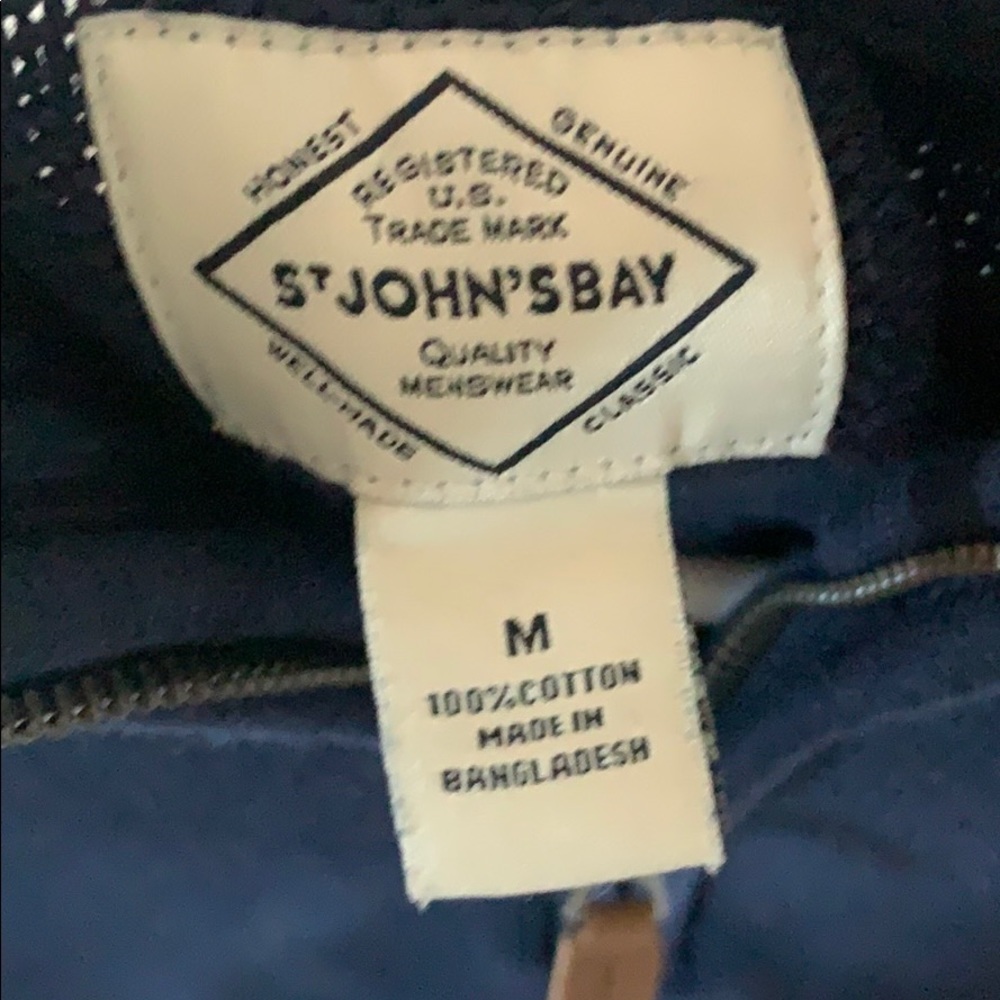 HONEST
GENUINE
REGISTERED
U.S.
TRADE MARK
ST JOHN'S BAY
QUALITY
MENSWEAR
WELL-MADE
CLASSIC
M
100% COTTON
MADE IN
BANGLADESH